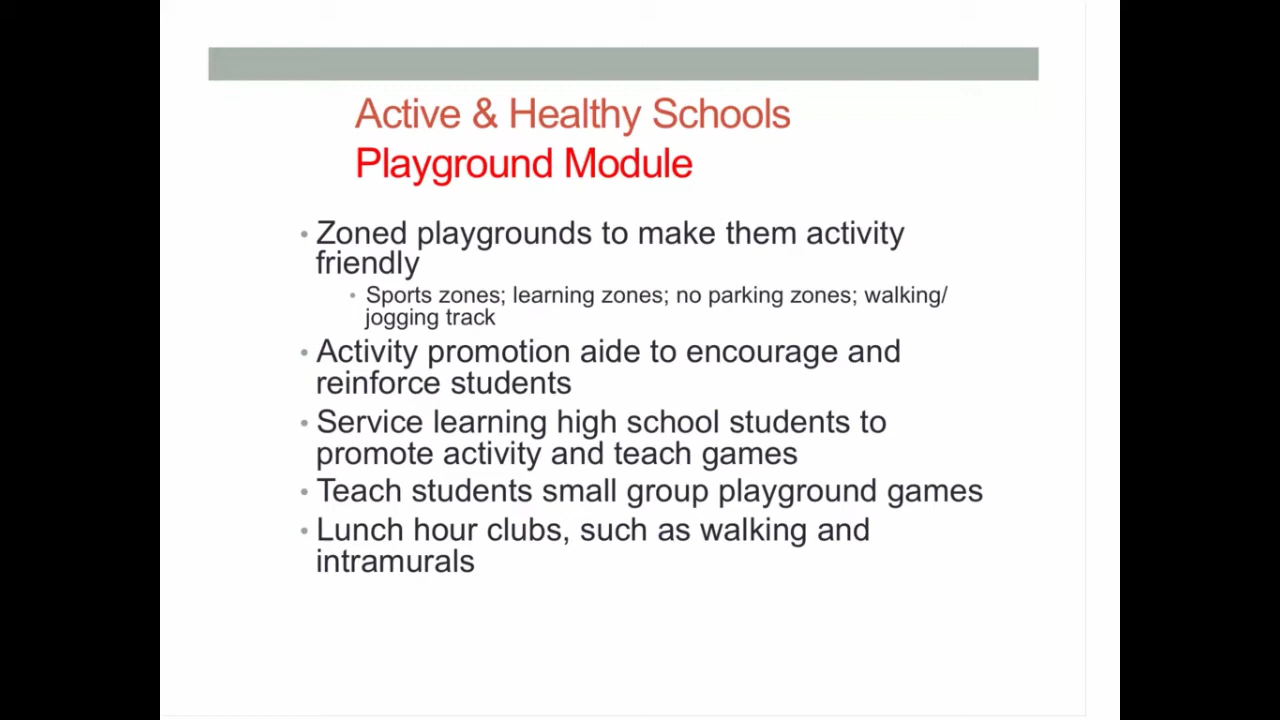 Active & Healthy Schools
Playground Module
• Zoned playgrounds to make them activity
friendly
• Sports zones; learning zones; no parking zones; walking/
jogging track
• Activity promotion aide to encourage and
reinforce students
• Service learning high school students to
promote activity and teach games
• Teach students small group playground games
• Lunch hour clubs, such as walking and
intramurals